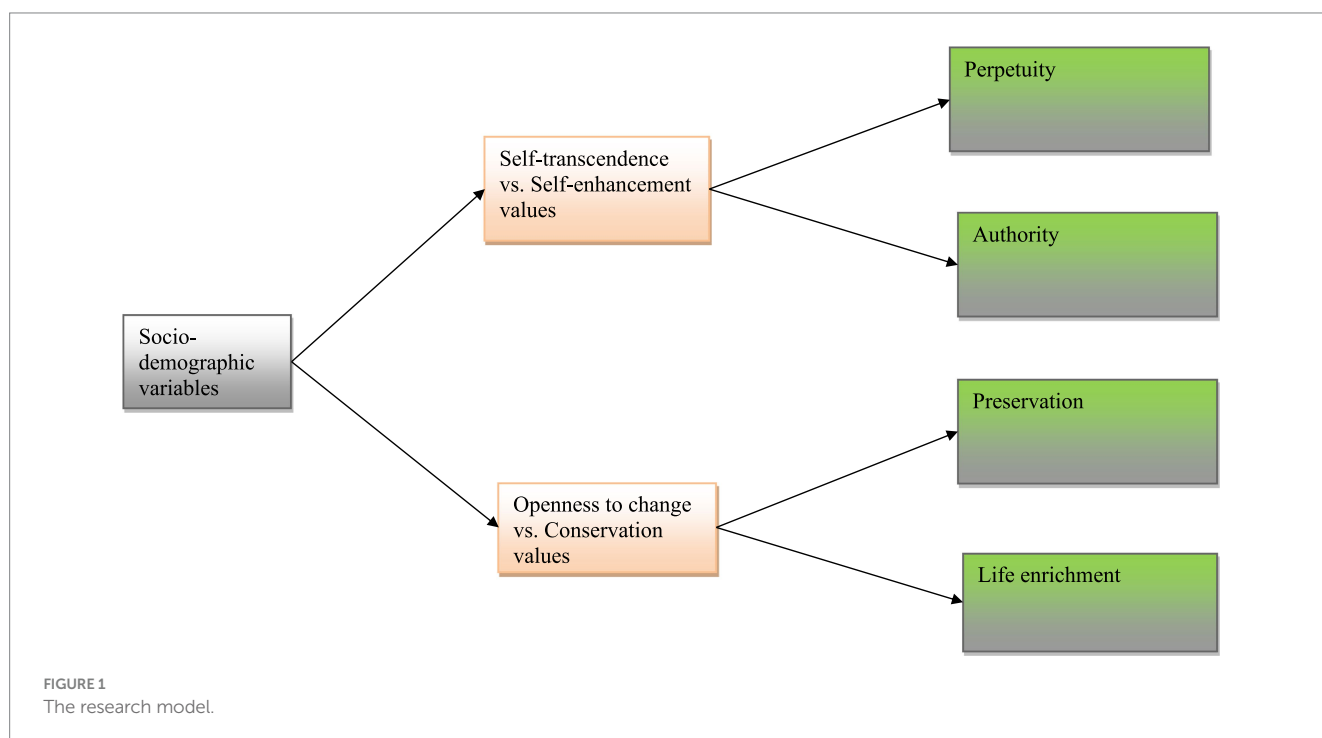 Perpetuity
Self-transcendence
vs. Self-enhancement
values
Authority
Socio-
demographic
variables
Preservation
Openness to change
vs. Conservation
values
Life enrichment
FIGURE 1
The research model.